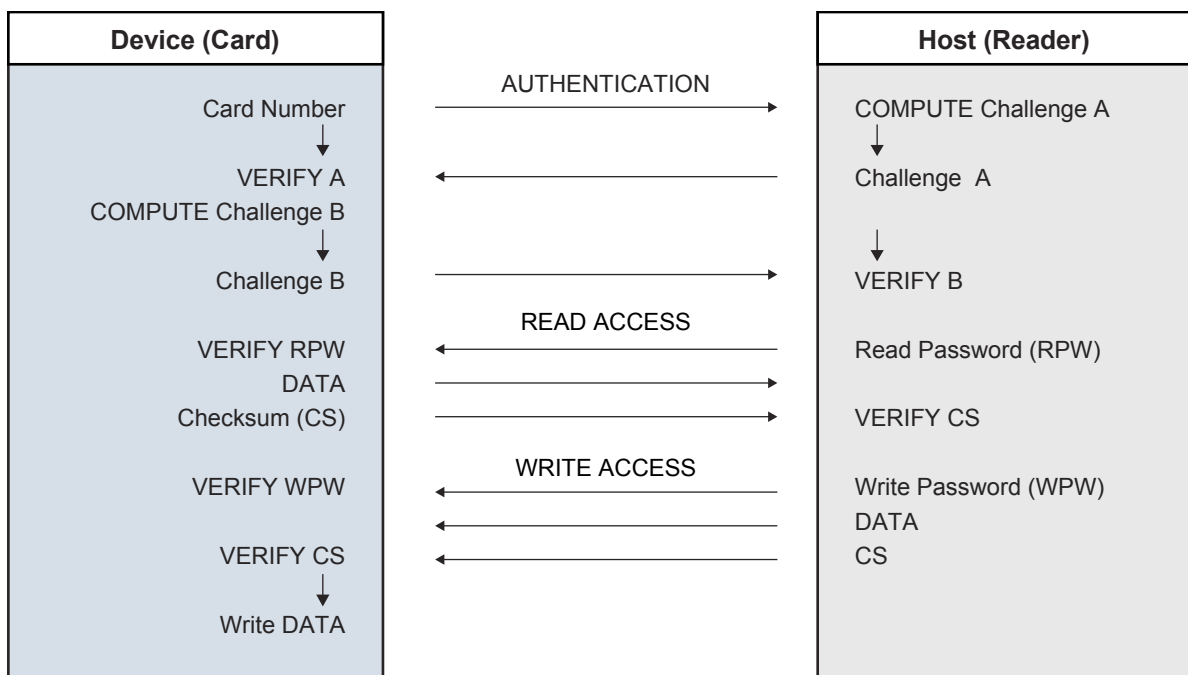 Device (Card)
Host (Reader)
AUTHENTICATION
Card Number
COMPUTE Challenge A
VERIFY A
Challenge A
COMPUTE Challenge B
Challenge B
VERIFY B
READ ACCESS
VERIFY RPW
Read Password (RPW)
DATA
Checksum (CS)
VERIFY CS
WRITE ACCESS
VERIFY WPW
Write Password (WPW)
DATA
VERIFY CS
CS
Write DATA